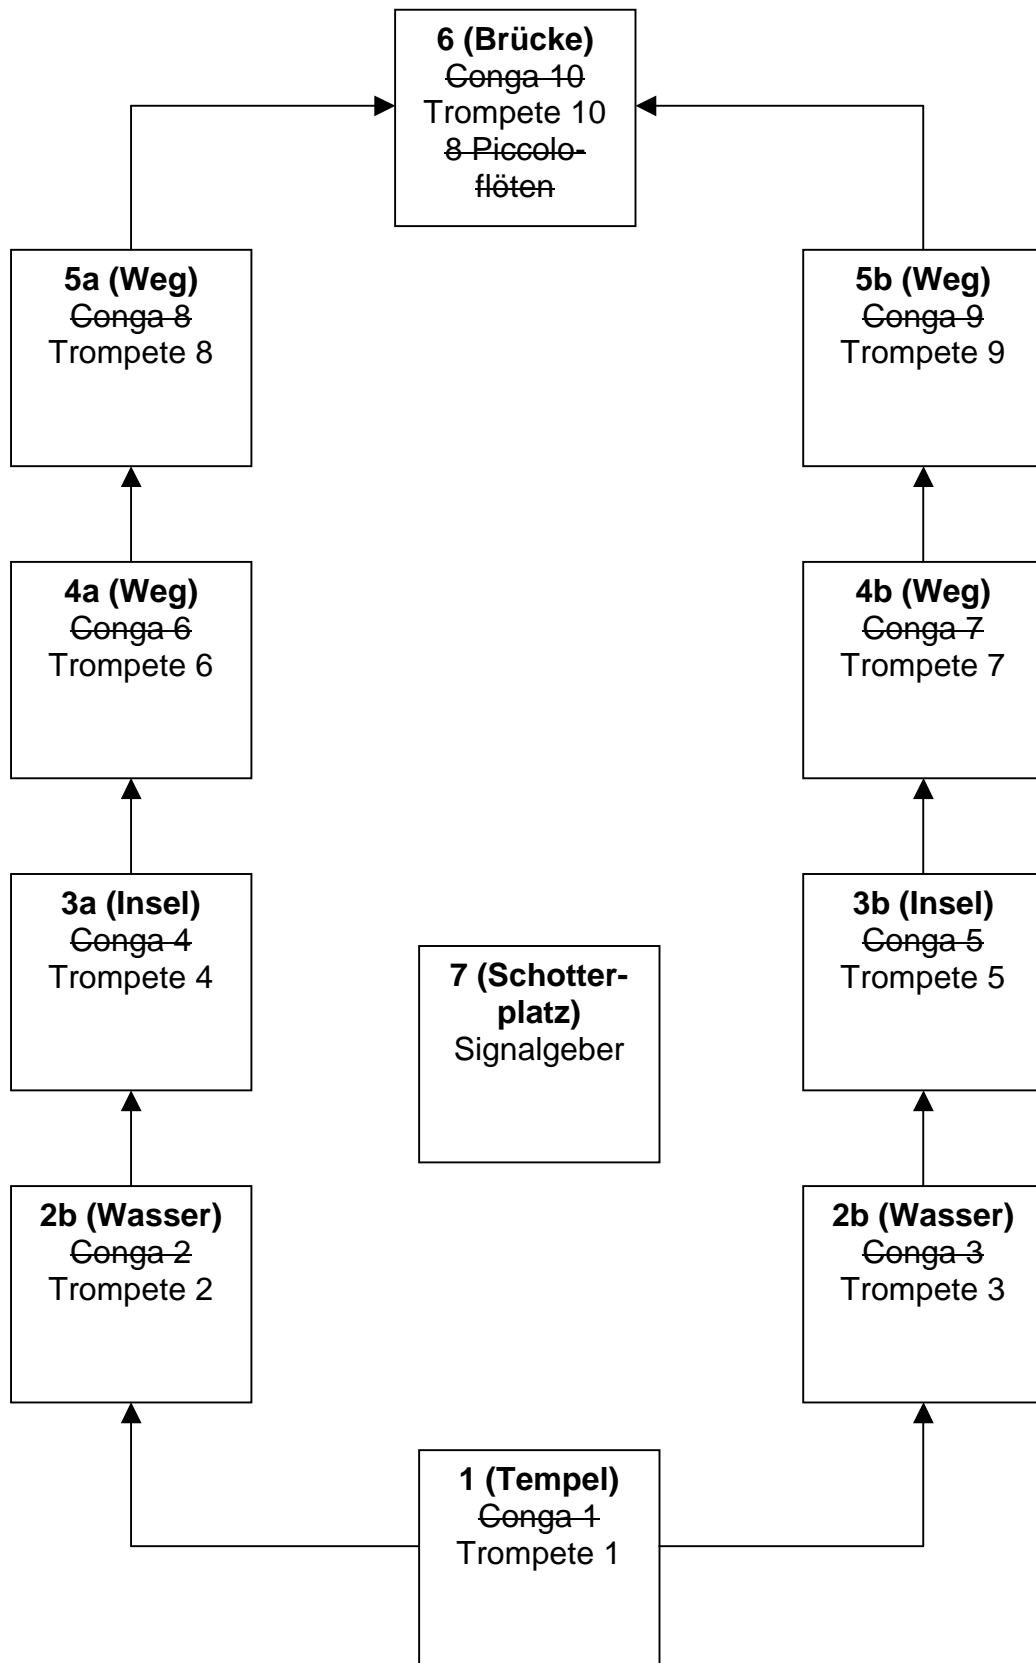 6 (Brücke)
Conga 10
Trompete 10
8 Piccolo-
flöten
5a (Weg)
Conga 8
Trompete 8
5b (Weg)
Conga 9
Trompete 9
4a (Weg)
Conga 6
Trompete 6
4b (Weg)
Conga 7
Trompete 7
3a (Insel)
Conga 4
Trompete 4
3b (Insel)
Conga 5
Trompete 5
7 (Schotter-
platz)
Signalgeber
2b (Wasser)
Conga 2
Trompete 2
2b (Wasser)
Conga 3
Trompete 3
1 (Tempel)
Conga 1
Trompete 1